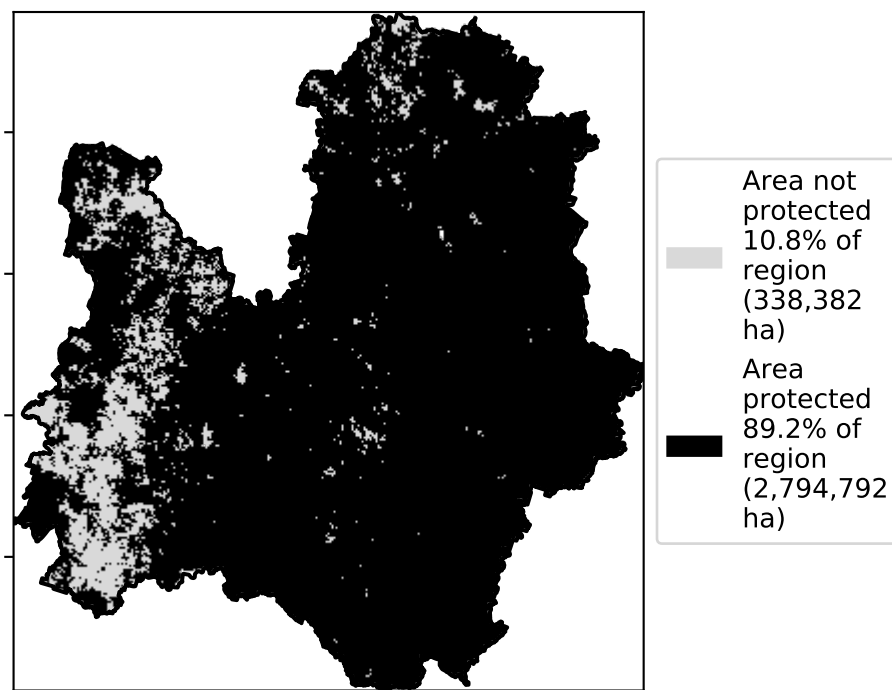 Area not
protected
10.8% of
region
(338,382
ha)
Area
protected
89.2% of
region
(2,794,792
ha)